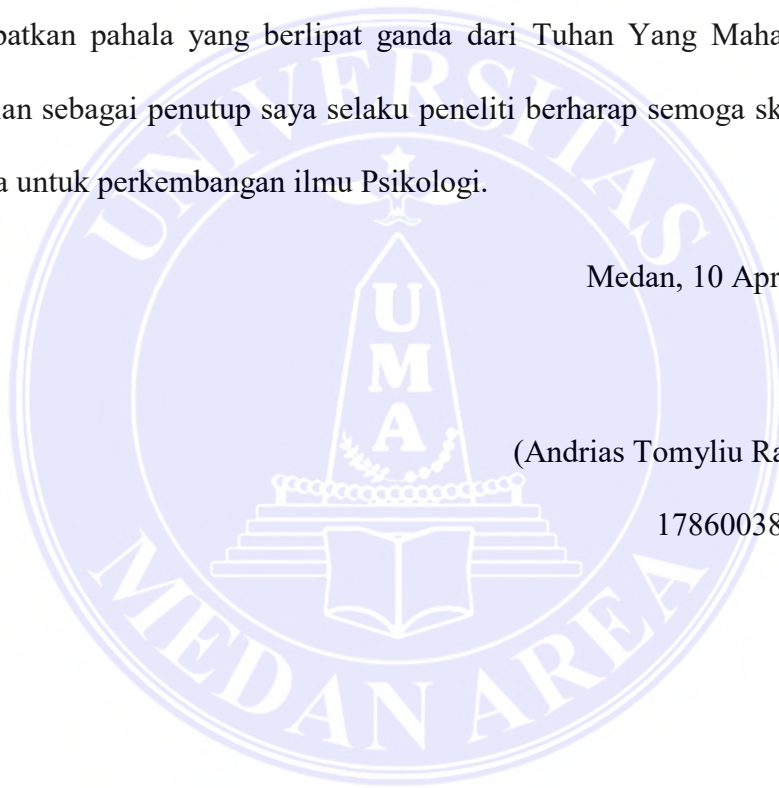 patkan pahala yang berlipat ganda dari Tuhan Yang Maha
an sebagai penutup saya selaku peneliti berharap semoga sk
a untuk perkembangan ilmu Psikologi.
Medan, 10 Apr
(Andrias Tomyliu Ra
17860038
UNIVERSITAS
UMA
MEDAN AREA